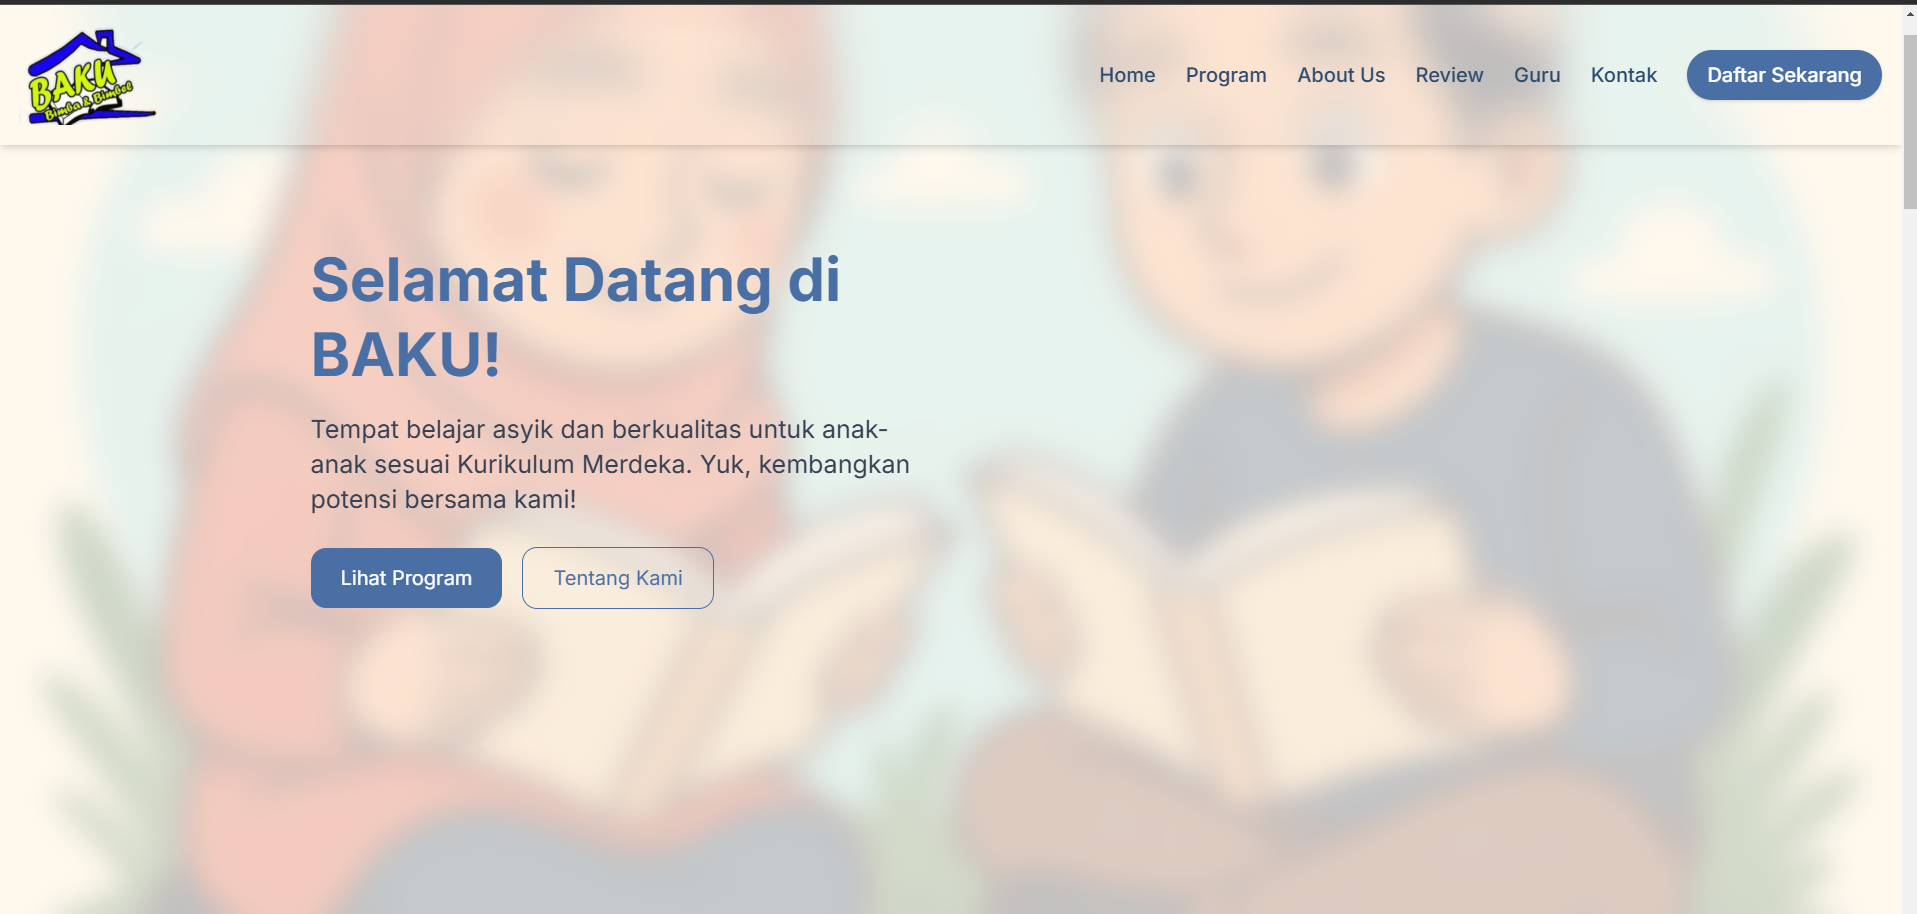 BAKU
Bimba & Bimbel
Home
Program
About Us
Review
Guru
Kontak
Daftar Sekarang
Selamat Datang di
BAKU!
Tempat belajar asyik dan berkualitas untuk anak-
anak sesuai Kurikulum Merdeka. Yuk, kembangkan
potensi bersama kami!
Lihat Program
Tentang Kami